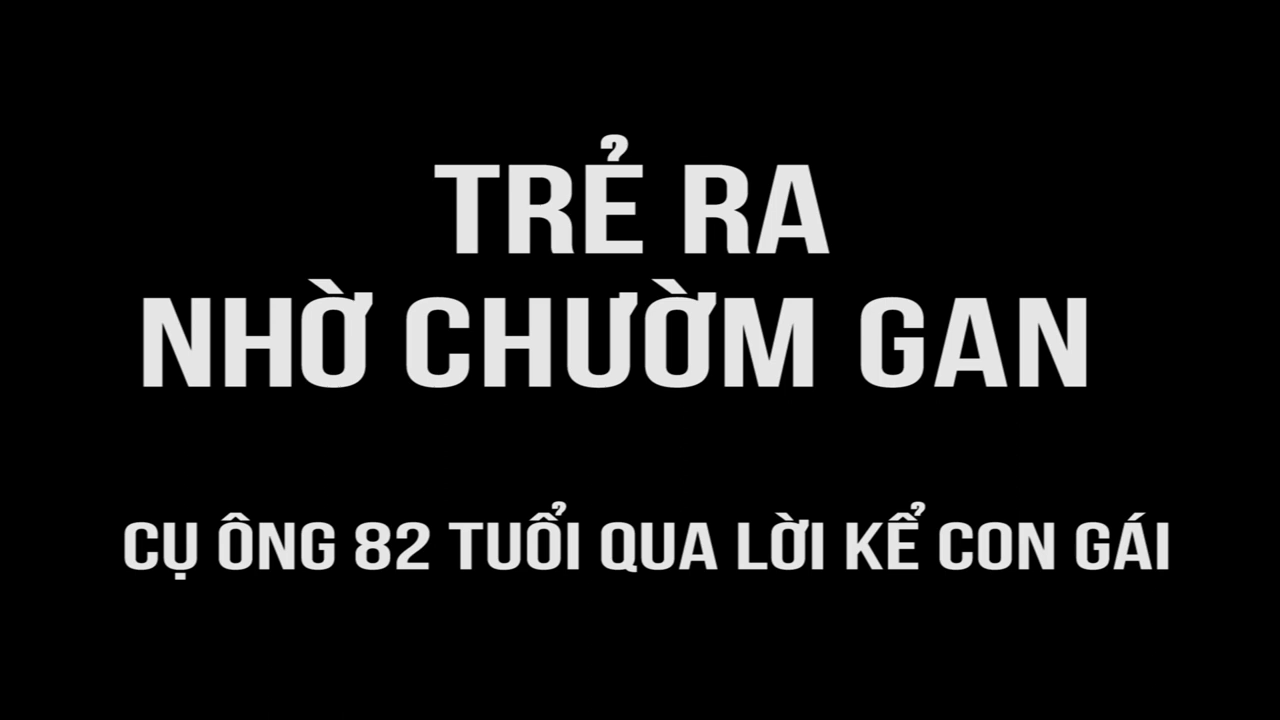 TRẺ RA
NHỜ CHƯỜM GAN
CỤ ÔNG 82 TUỔI QUA LỜI KỂ CON GÁI